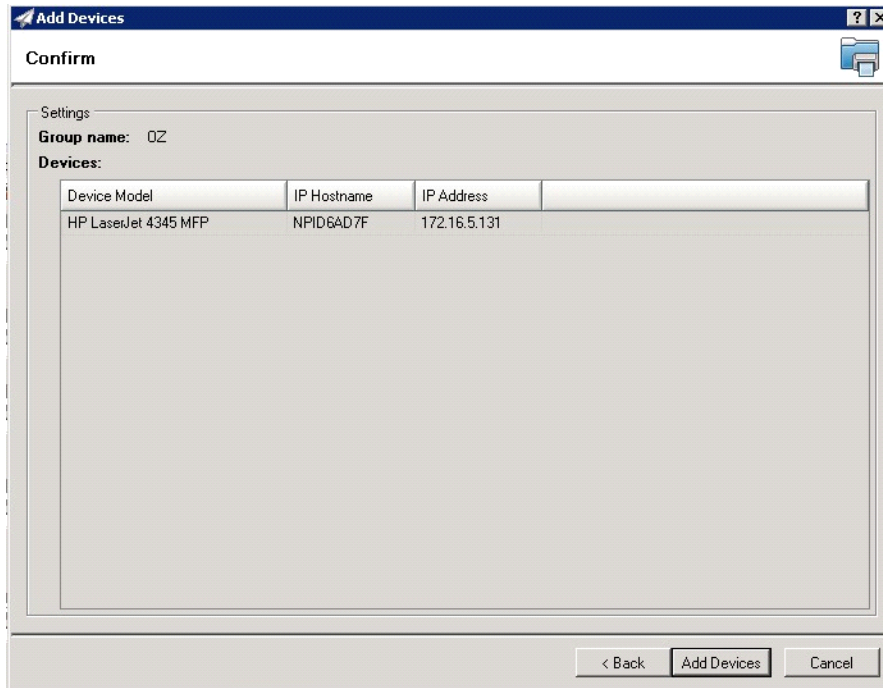 Add Devices
Confirm
Settings
Group name: OZ
Devices:
Device Model IP Hostname IP Address
HP LaserJet 4345 MFP NPID6AD7F 172.16.5.131
< Back Add Devices Cancel